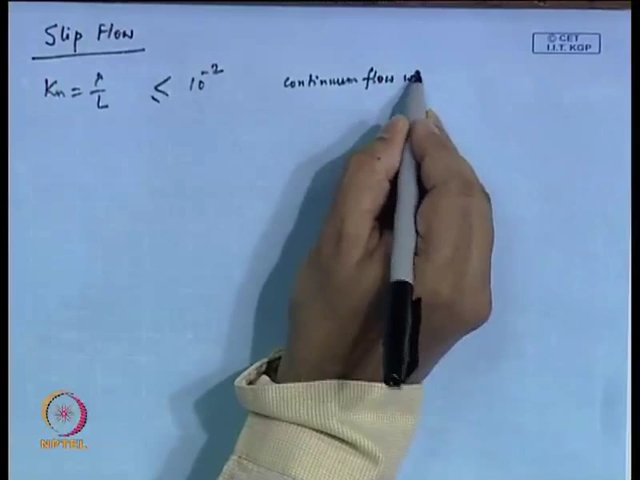 Slip Flow
© CET
I.I.T. KGP
Kn = λ/L ≤ 10⁻² continuum flow
NPTEL